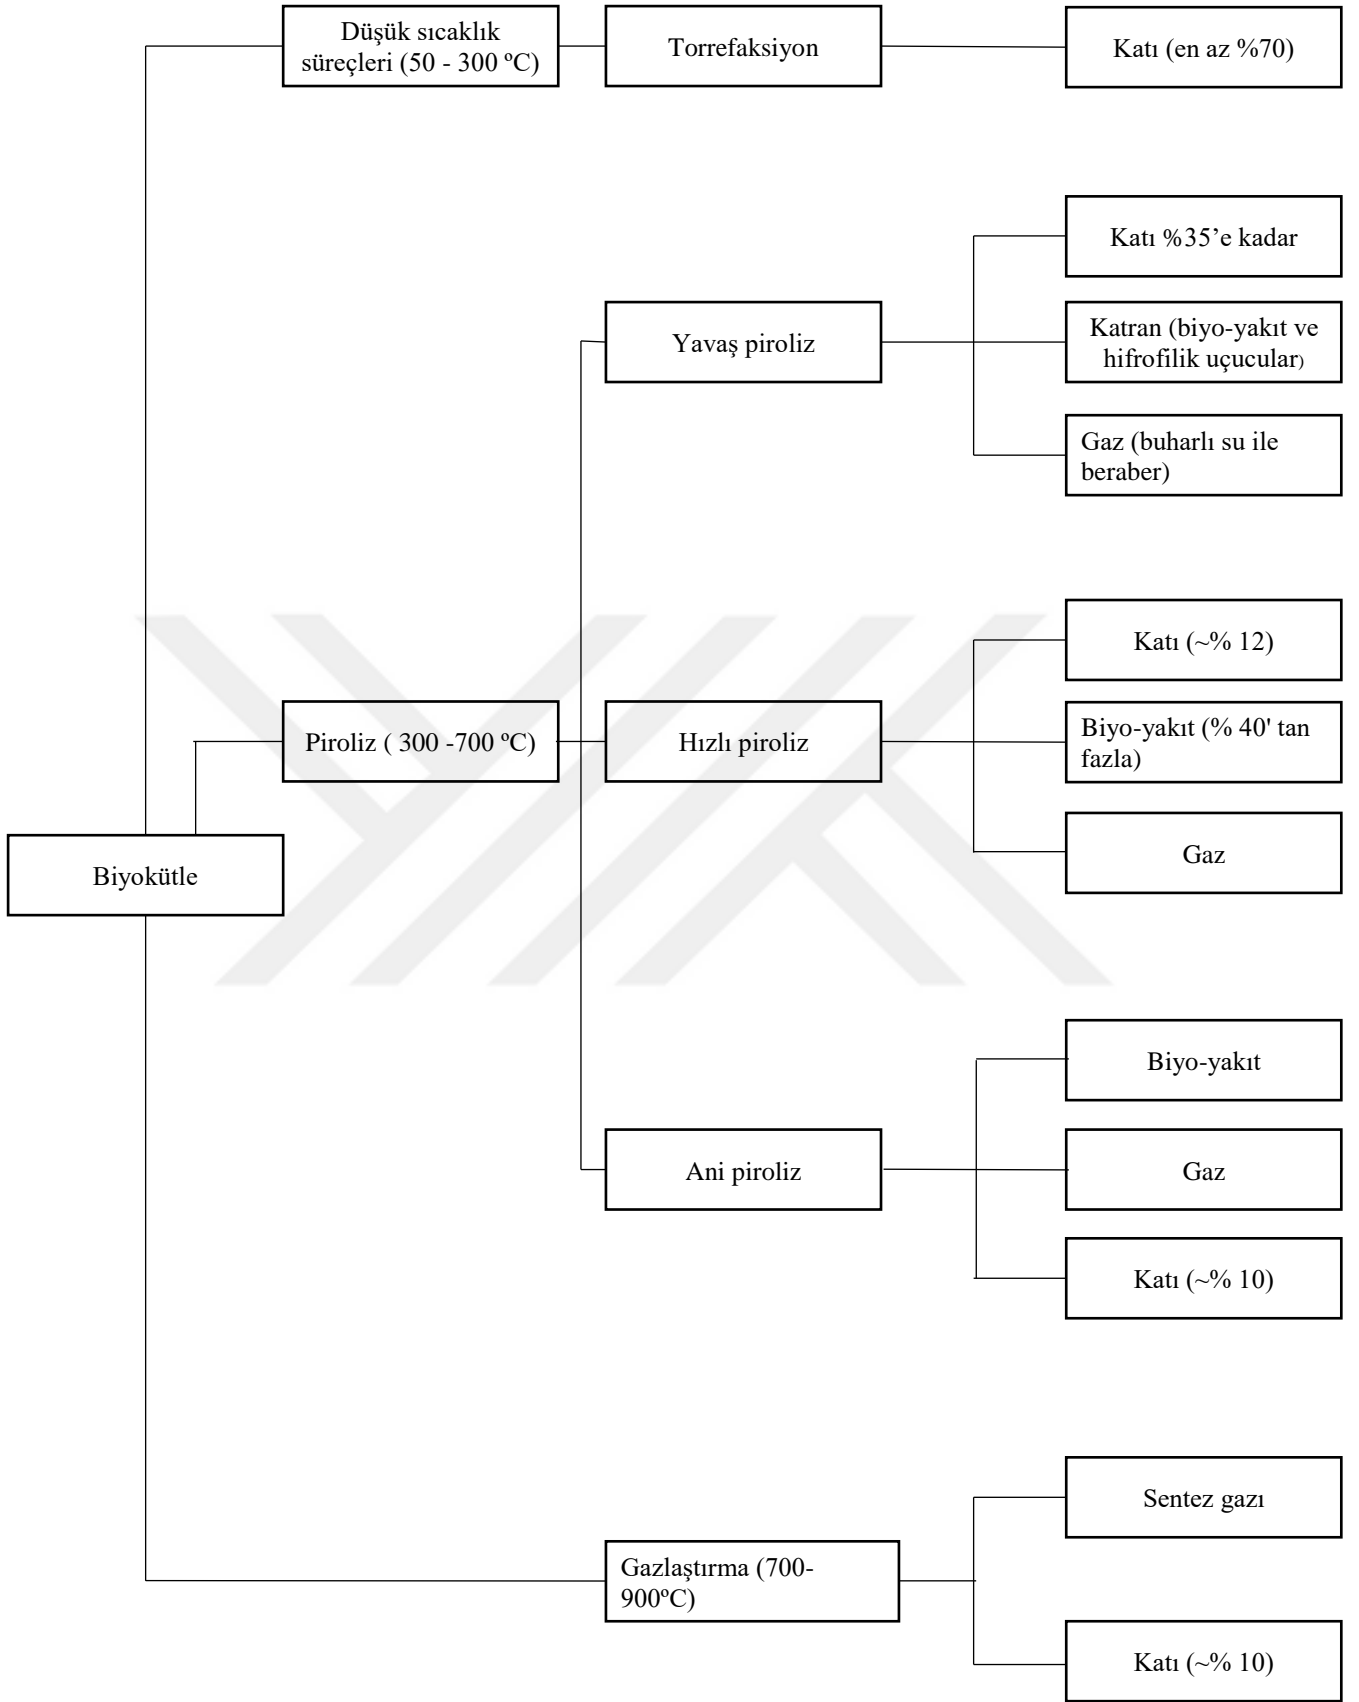 Düşük sıcaklık
süreçleri (50 - 300 ºC)
Torrefaksiyon
Katı (en az %70)
Katı %35’e kadar
Yavaş piroliz
Katran (biyo-yakıt ve
hifrofilik uçucular)
Gaz (buharlı su ile
beraber)
Katı (~% 12)
Piroliz ( 300 -700 ºC)
Hızlı piroliz
Biyo-yakıt (% 40' tan
fazla)
Gaz
Biyokütle
Biyo-yakıt
Ani piroliz
Gaz
Katı (~% 10)
Sentez gazı
Gazlaştırma (700-
900ºC)
Katı (~% 10)